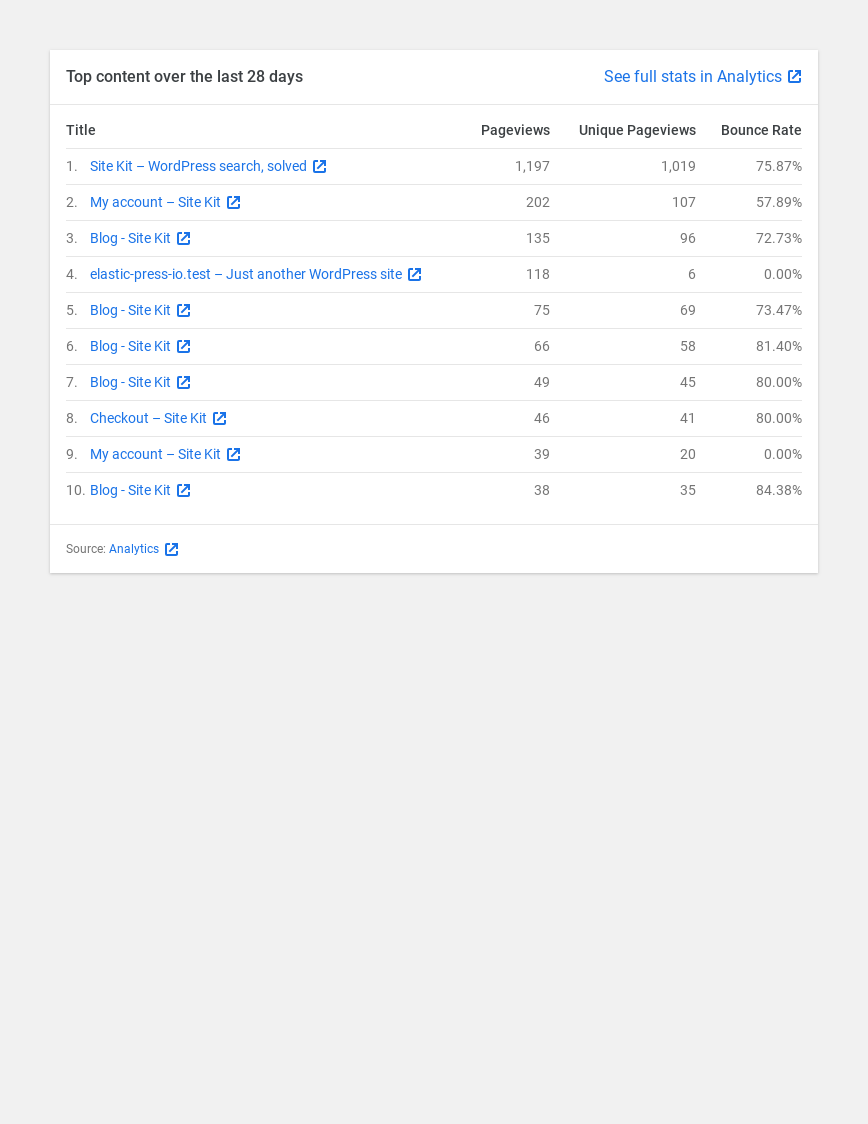 Top content over the last 28 days See full stats in Analytics
Title Pageviews Unique Pageviews Bounce Rate
1. Site Kit – WordPress search, solved 1,197 1,019 75.87%
2. My account – Site Kit 202 107 57.89%
3. Blog - Site Kit 135 96 72.73%
4. elastic-press-io.test – Just another WordPress site 118 6 0.00%
5. Blog - Site Kit 75 69 73.47%
6. Blog - Site Kit 66 58 81.40%
7. Blog - Site Kit 49 45 80.00%
8. Checkout – Site Kit 46 41 80.00%
9. My account – Site Kit 39 20 0.00%
10. Blog - Site Kit 38 35 84.38%
Source: Analytics